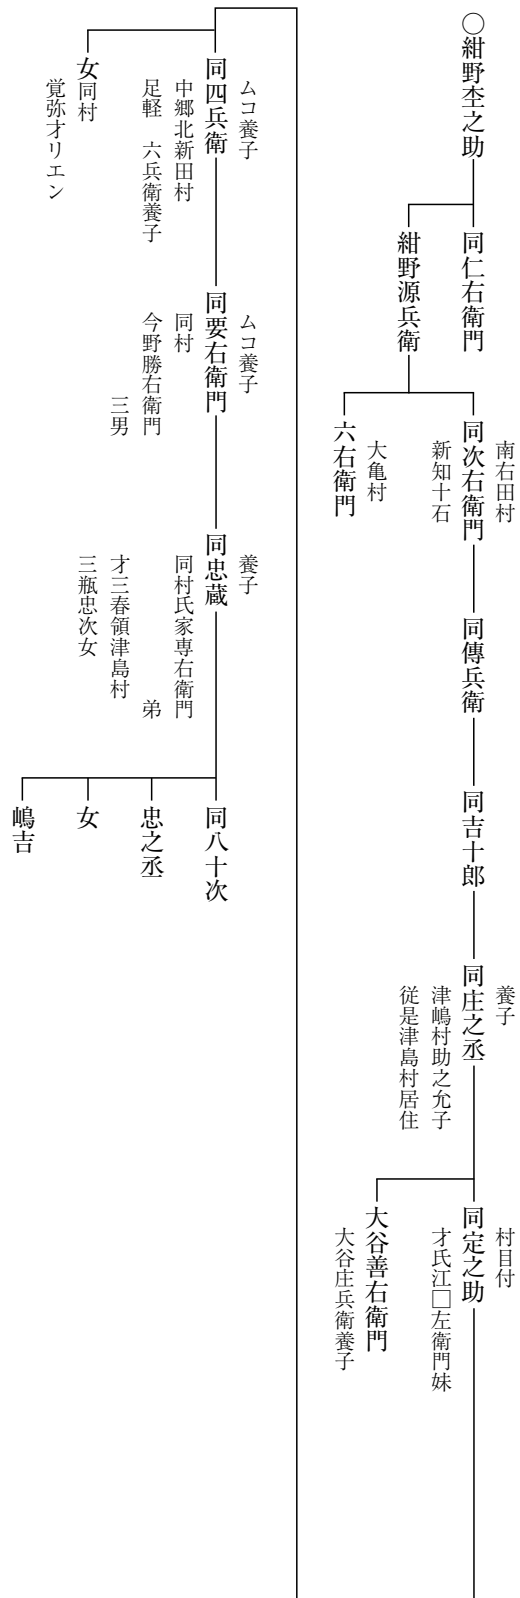 ○紺野杢之助
同仁右衛門
紺野源兵衛
南右田村
同次右衛門
新知十石
大亀村
六右衛門
同傳兵衛
同吉十郎
養子
同庄之丞
津嶋村助之允子
従是津島村居住
村目付
同定之助
才氏江□左衛門妹
大谷善右衛門
大谷庄兵衛養子
ムコ養子
同四兵衛
中郷北新田村
足軽　六兵衛養子
女同村
覚弥才リエン
ムコ養子
同要右衛門
同村
今野勝右衛門
三男
養子
同忠蔵
同村氏家専右衛門
弟
才三春領津島村
三瓶忠次女
同八十次
忠之丞
女
嶋吉